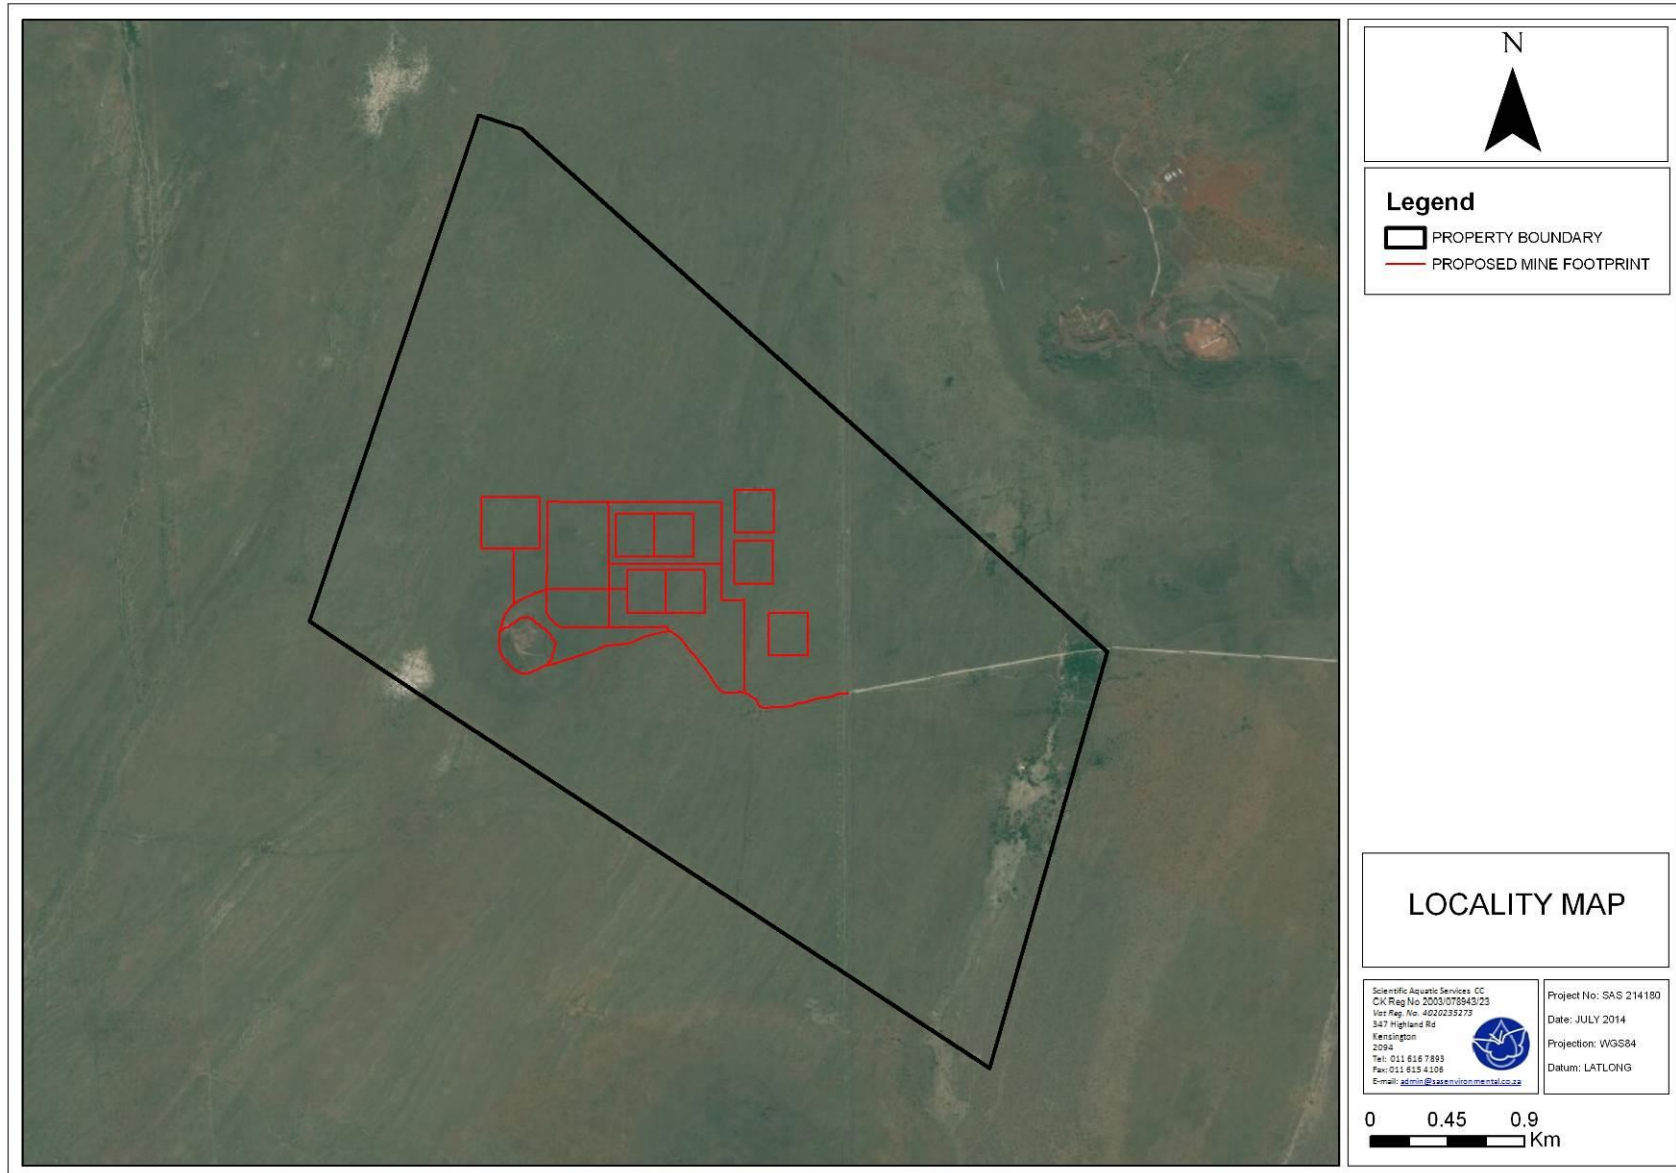 N
Legend
PROPERTY BOUNDARY
PROPOSED MINE FOOTPRINT
LOCALITY MAP
Scientific Aquatic Services CC
CK Reg No 2003/078943/23
Vat Reg. No. 4020235273
347 Highland Rd
Kensington
2094
Tel: 011 616 7893
Fax: 011 615 4106
E-mail: admin@sasenvironmental.co.za
Project No: SAS 214180
Date: JULY 2014
Projection: WGS84
Datum: LATLONG
0 0.45 0.9
Km